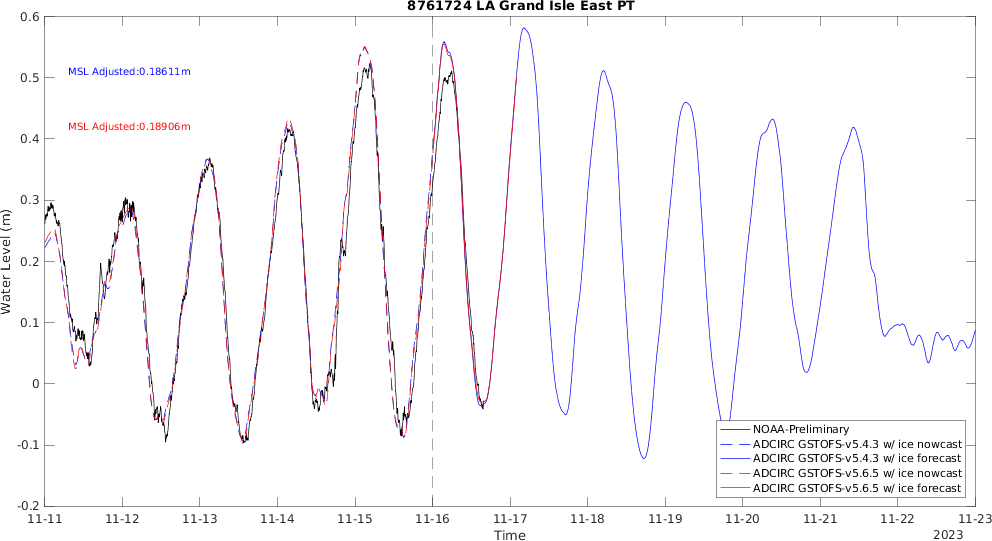 8761724 LA Grand Isle East PT
0.6
0.5
0.4
0.3
0.2
0.1
0
-0.1
-0.2
Water Level (m)
MSL Adjusted:0.18611m
MSL Adjusted:0.18906m
NOAA-Preliminary
ADCIRC GSTOFS-v5.4.3 w/ ice nowcast
ADCIRC GSTOFS-v5.4.3 w/ ice forecast
ADCIRC GSTOFS-v5.6.5 w/ ice nowcast
ADCIRC GSTOFS-v5.6.5 w/ ice forecast
11-11 11-12 11-13 11-14 11-15 11-16 11-17 11-18 11-19 11-20 11-21 11-22 11-23
Time
2023